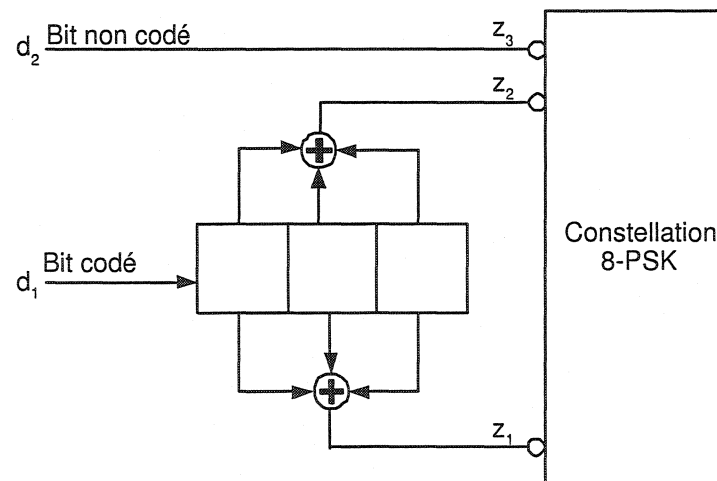 d₂ Bit non codé z₃
z₂
Constellation
8-PSK
d₁ Bit codé
z₁